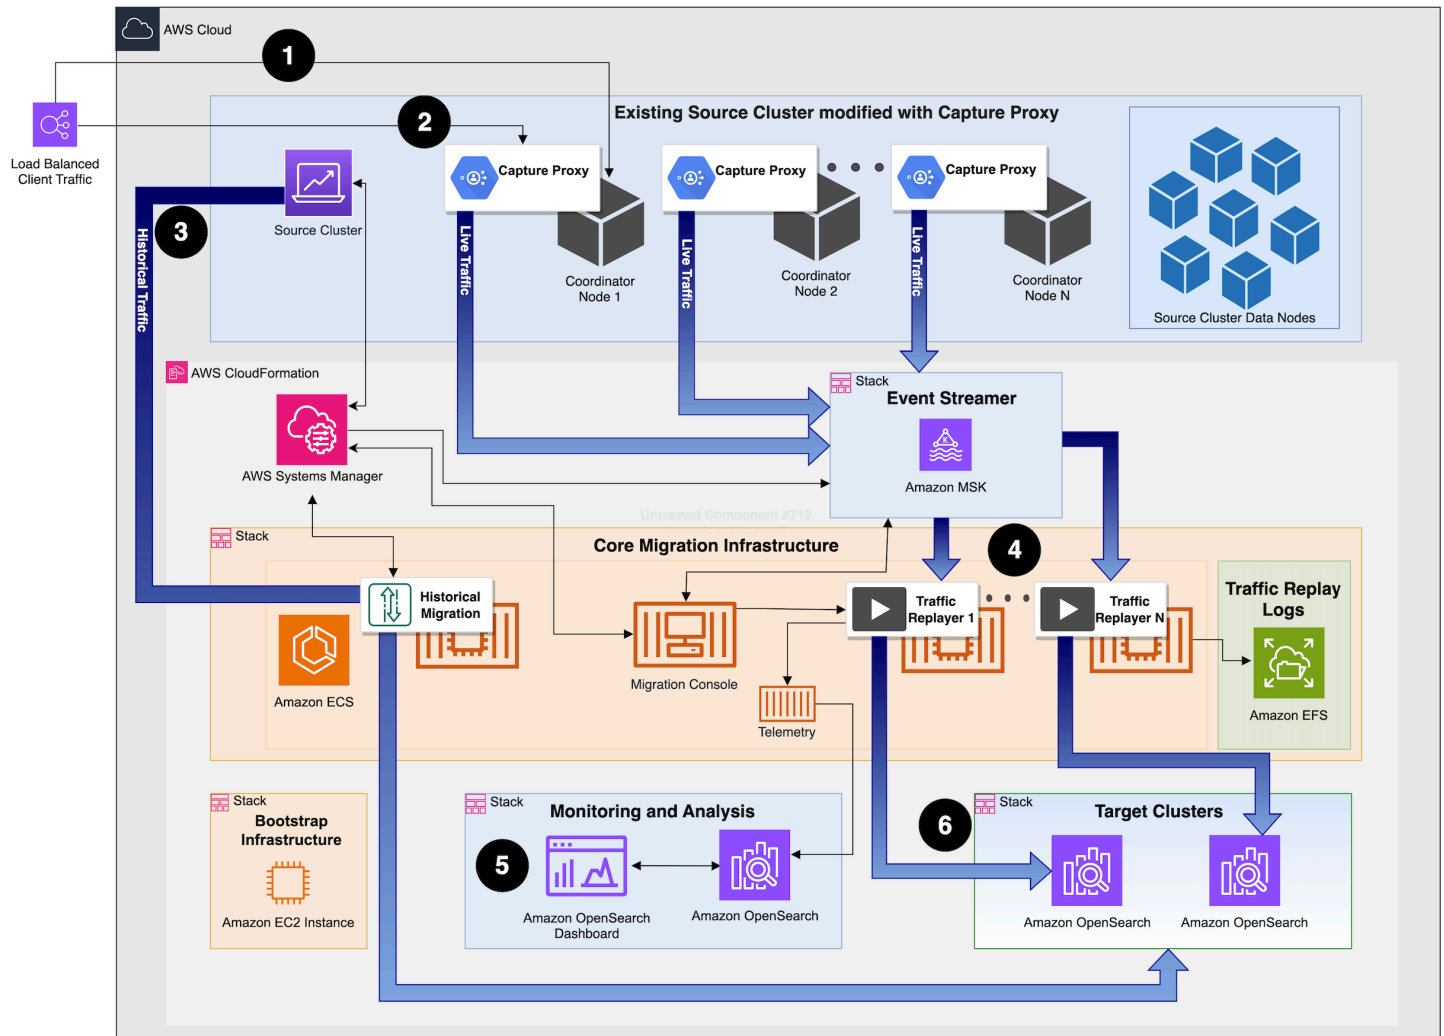 AWS Cloud
1
Load Balanced
Client Traffic
2
Existing Source Cluster modified with Capture Proxy
Capture Proxy
Capture Proxy
Capture Proxy
Source Cluster
3
Historical Traffic
Live Traffic
Live Traffic
Live Traffic
Coordinator
Node 1
Coordinator
Node 2
Coordinator
Node N
Source Cluster Data Nodes
AWS CloudFormation
AWS Systems Manager
Stack
Event Streamer
Amazon MSK
Unnamed Component #712
Stack
Core Migration Infrastructure
4
Historical
Migration
Amazon ECS
Migration Console
Traffic
Replayer 1
Traffic
Replayer N
Telemetry
Traffic Replay
Logs
Amazon EFS
Stack
Bootstrap
Infrastructure
Amazon EC2 Instance
Stack
Monitoring and Analysis
5
Amazon OpenSearch
Dashboard
Amazon OpenSearch
6
Stack
Target Clusters
Amazon OpenSearch
Amazon OpenSearch